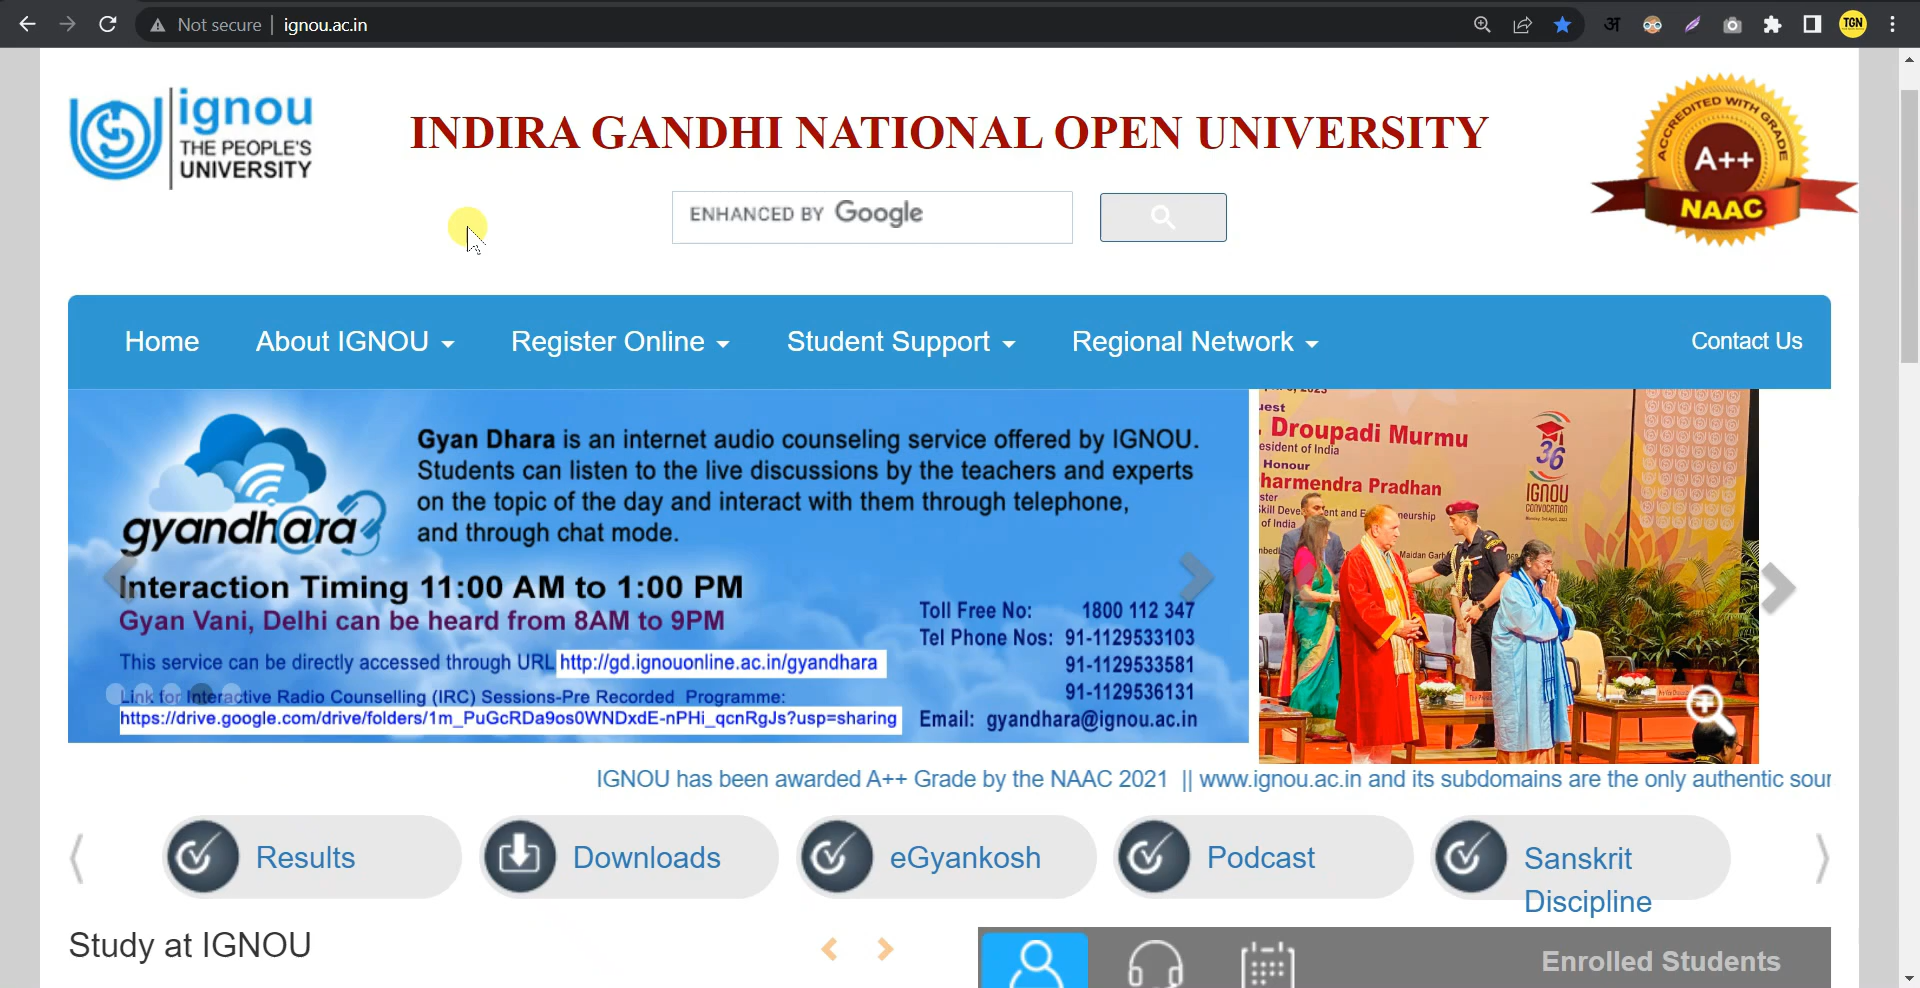 Not secure | ignou.ac.in
अ
TGN
ignou
THE PEOPLE'S
UNIVERSITY
INDIRA GANDHI NATIONAL OPEN UNIVERSITY
ACCREDITED WITH GRADE
A++
NAAC
ENHANCED BY Google
Home
About IGNOU
Register Online
Student Support
Regional Network
Contact Us
gyandhara
Gyan Dhara is an internet audio counseling service offered by IGNOU.
Students can listen to the live discussions by the teachers and experts
on the topic of the day and interact with them through telephone,
and through chat mode.
Interaction Timing 11:00 AM to 1:00 PM
Gyan Vani, Delhi can be heard from 8AM to 9PM
This service can be directly accessed through URL http://gd.ignouonline.ac.in/gyandhara
Link for Interactive Radio Counselling (IRC) Sessions-Pre Recorded Programme:
https://drive.google.com/drive/folders/1m_PuGcRDa9os0WNDxdE-nPHi_qcnRgJs?usp=sharing
Toll Free No: 1800 112 347
Tel Phone Nos: 91-1129533103
91-1129533581
91-1129536131
Email: gyandhara@ignou.ac.in
uest
. Droupadi Murmu
esident of India
Honour
harmendra Pradhan
ster
of India
36
IGNOU
CONVOCATION
IGNOU has been awarded A++ Grade by the NAAC 2021 || www.ignou.ac.in and its subdomains are the only authentic sour
Results
Downloads
eGyankosh
Podcast
Sanskrit
Discipline
Study at IGNOU
Enrolled Students